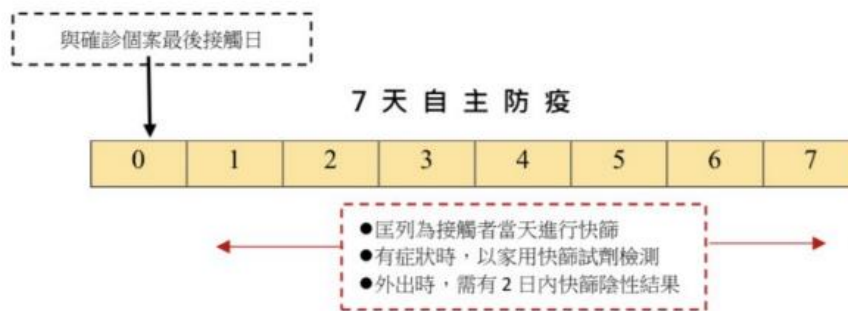 與確診個案最後接觸日
7天自主防疫
0 1 2 3 4 5 6 7
●匡列為接觸者當天進行快篩
●有症狀時，以家用快篩試劑檢測
●外出時，需有2日內快篩陰性結果